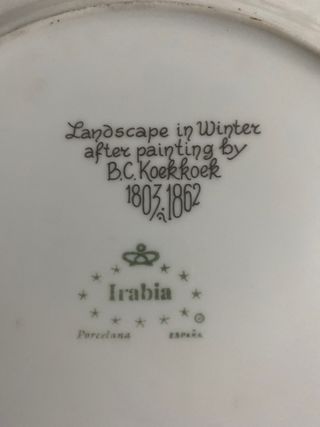 Landscape in Winter
after painting by
B.C. Koekkoek
1803-1862
Irabia
Porcelana ESPAÑA